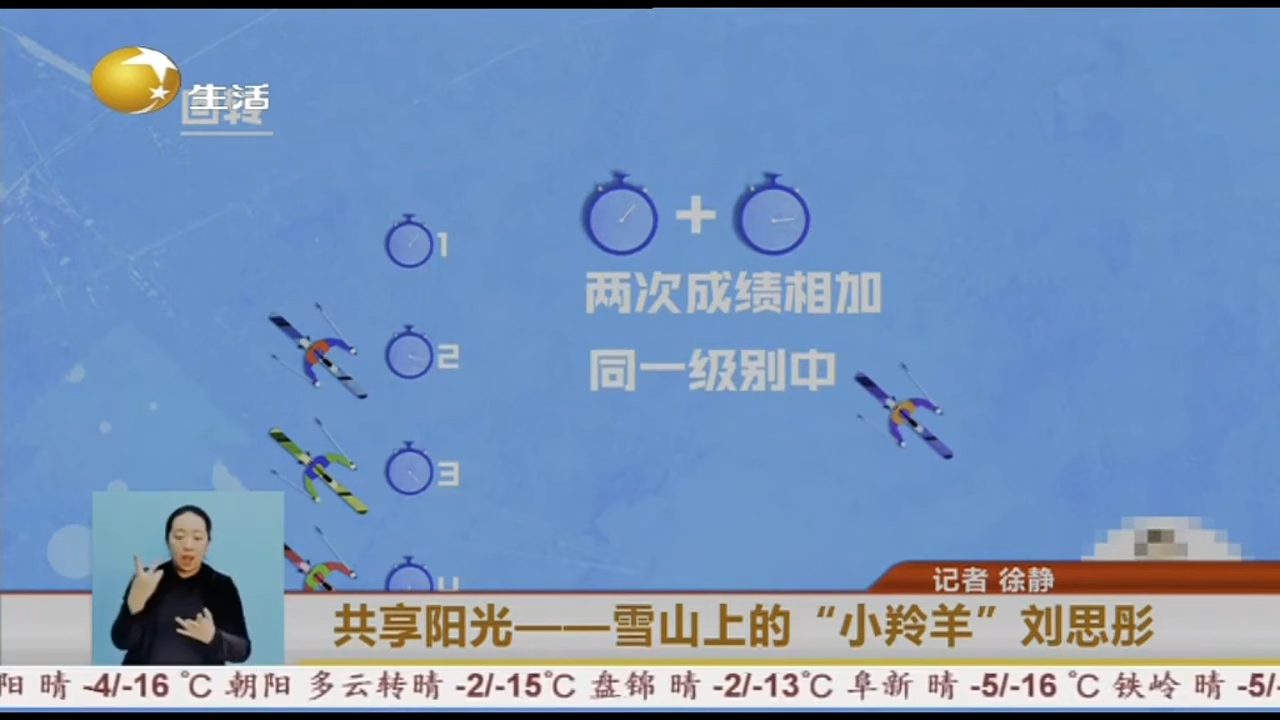 生活
回转
1
2
3
4
两次成绩相加
同一级别中
记者 徐静
共享阳光——雪山上的“小羚羊”刘思彤
阳 晴 -4/-16 ℃ 朝阳 多云转晴 -2/-15℃ 盘锦 晴 -2/-13℃ 阜新 晴 -5/-16 ℃ 铁岭 晴 -5/-